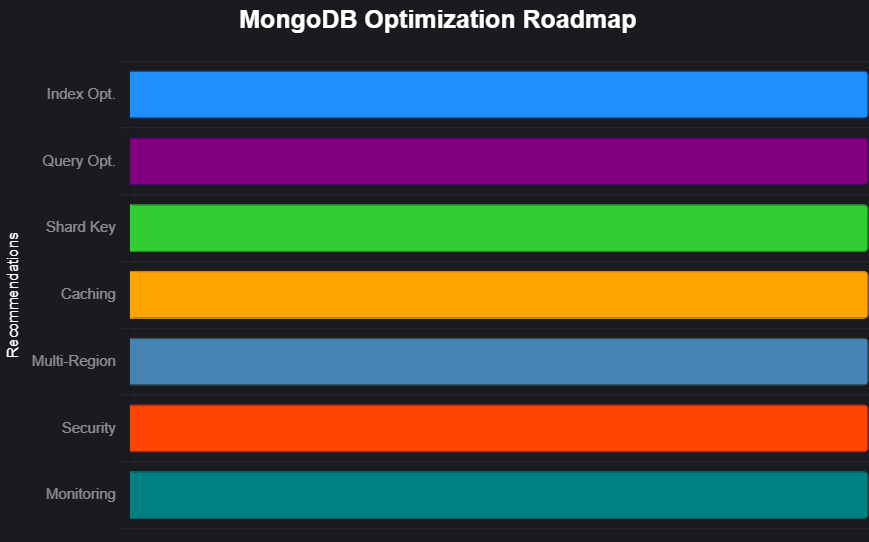 MongoDB Optimization Roadmap
Recommendations
Index Opt.
Query Opt.
Shard Key
Caching
Multi-Region
Security
Monitoring